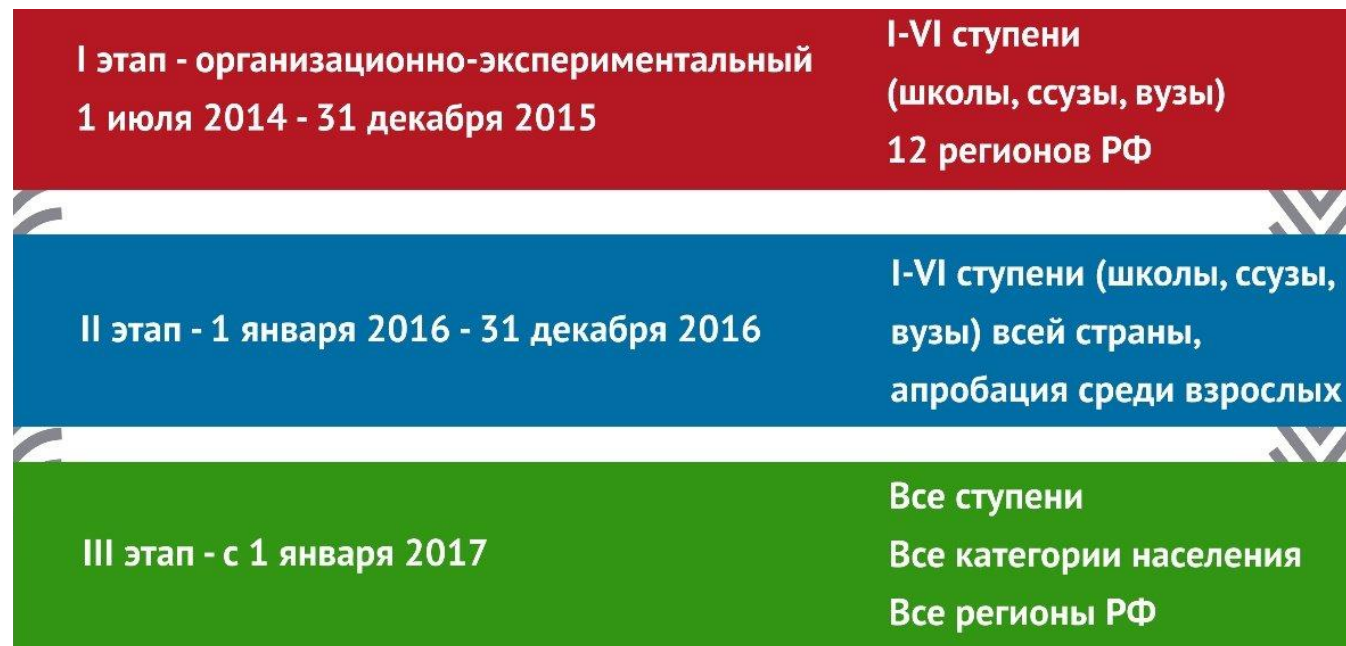 I этап - организационно-экспериментальный
1 июля 2014 - 31 декабря 2015
I-VI ступени
(школы, ссузы, вузы)
12 регионов РФ
II этап - 1 января 2016 - 31 декабря 2016
I-VI ступени (школы, ссузы,
вузы) всей страны,
апробация среди взрослых
III этап - с 1 января 2017
Все ступени
Все категории населения
Все регионы РФ